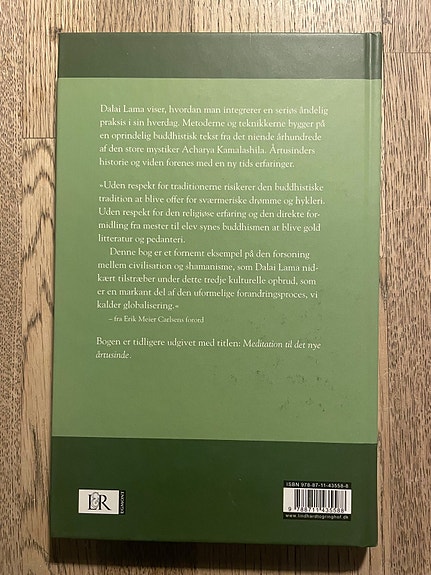 Dalai Lama viser, hvordan man integrerer en seriøs åndelig
praksis i sin hverdag. Metoderne og teknikkerne bygger på
en oprindelig buddhistisk tekst fra det niende århundrede
af den store mystiker Acharya Kamalashila. Årtusinders
historie og viden forenes med en ny tids erfaringer.
»Uden respekt for traditionerne risikerer den buddhistiske
tradition at blive offer for sværmeriske drømme og hykleri.
Uden respekt for den religiøse erfaring og den direkte for-
midling fra mester til elev synes buddhismen at blive gold
litteratur og pedanteri.
Denne bog er et fornemt eksempel på den forsoning
mellem civilisation og shamanisme, som Dalai Lama nid-
kært tilstræber under dette tredje kulturelle opbrud, som
er en markant del af den uformelige forandringsproces, vi
kalder globalisering.«
– fra Erik Meier Carlsens forord
Bogen er tidligere udgivet med titlen: Meditation til det nye
årtusinde.
L&R
EGMONT
ISBN 978-87-11-43558-8
9 788711 435588
www.lindhardtogringhof.dk